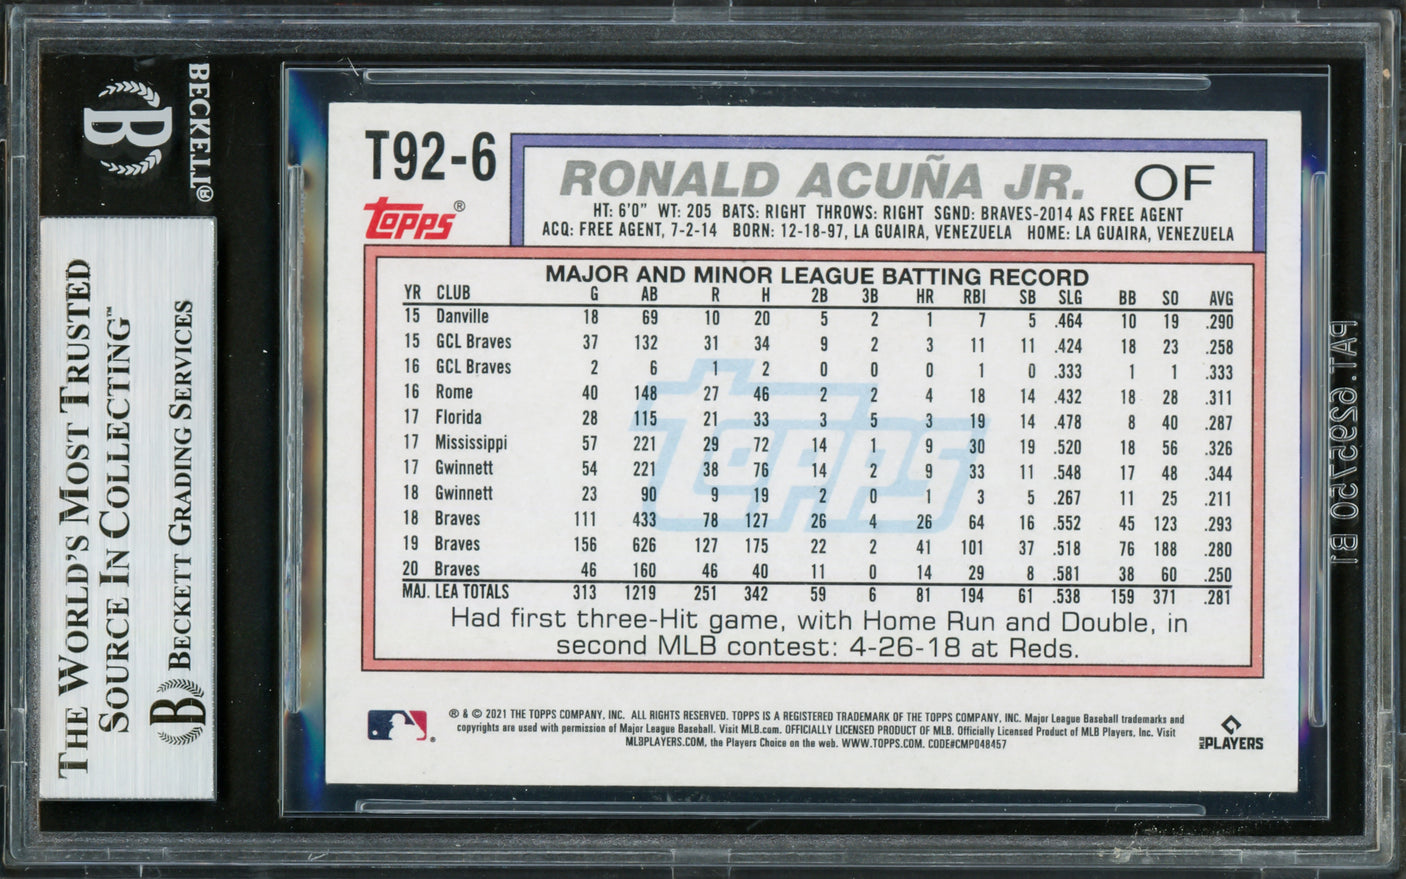 BECKETT®
THE WORLD'S MOST TRUSTED
SOURCE IN COLLECTING™
BECKETT GRADING SERVICES
T92-6
Topps®
RONALD ACUÑA JR. OF
HT: 6'0" WT: 205 BATS: RIGHT THROWS: RIGHT SGND: BRAVES-2014 AS FREE AGENT
ACQ: FREE AGENT, 7-2-14 BORN: 12-18-97, LA GUAIRA, VENEZUELA HOME: LA GUAIRA, VENEZUELA
MAJOR AND MINOR LEAGUE BATTING RECORD
YR CLUB G AB R H 2B 3B HR RBI SB SLG BB SO AVG
15 Danville 18 69 10 20 5 2 1 7 5 .464 10 19 .290
15 GCL Braves 37 132 31 34 9 2 3 11 11 .424 18 23 .258
16 GCL Braves 2 6 1 2 0 0 0 1 0 .333 1 1 .333
16 Rome 40 148 27 46 2 2 4 18 14 .432 18 28 .311
17 Florida 28 115 21 33 3 5 3 19 14 .478 8 40 .287
17 Mississippi 57 221 29 72 14 1 9 30 19 .520 18 56 .326
17 Gwinnett 54 221 38 76 14 2 9 33 11 .548 17 48 .344
18 Gwinnett 23 90 9 19 2 0 1 3 5 .267 11 25 .211
18 Braves 111 433 78 127 26 4 26 64 16 .552 45 123 .293
19 Braves 156 626 127 175 22 2 41 101 37 .518 76 188 .280
20 Braves 46 160 46 40 11 0 14 29 8 .581 38 60 .250
MAJ. LEA TOTALS 313 1219 251 342 59 6 81 194 61 .538 159 371 .281
Topps
Had first three-Hit game, with Home Run and Double, in
second MLB contest: 4-26-18 at Reds.
® & © 2021 THE TOPPS COMPANY, INC. ALL RIGHTS RESERVED. TOPPS IS A REGISTERED TRADEMARK OF THE TOPPS COMPANY, INC. Major League Baseball trademarks and
copyrights are used with permission of Major League Baseball. Visit MLB.com. OFFICIALLY LICENSED PRODUCT OF MLB. Officially Licensed Product of MLB Players, Inc. Visit
MLBPLAYERS.COM, the Players Choice on the web. WWW.TOPPS.COM. CODE#CMP048457
MLB PLAYERS
PAT.6295750 B1